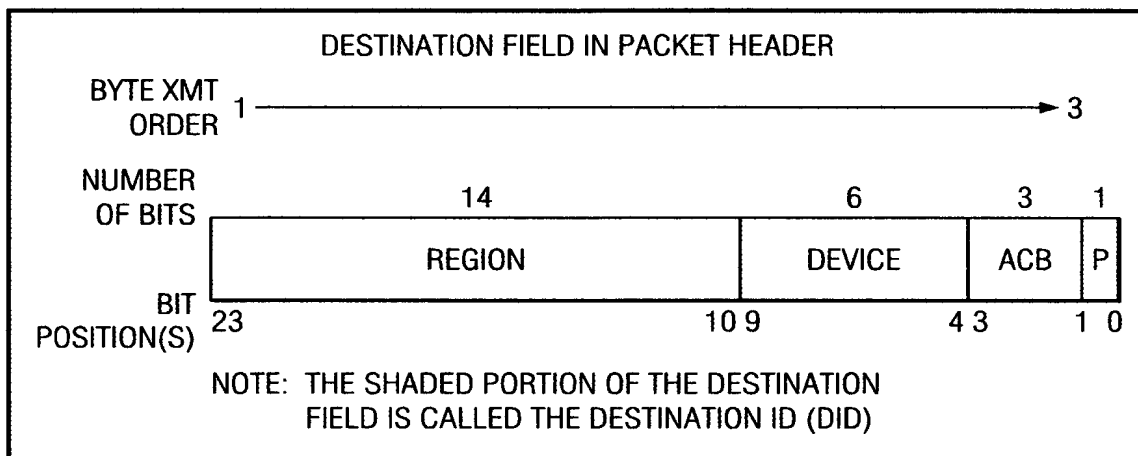 DESTINATION FIELD IN PACKET HEADER
BYTE XMT
ORDER
1 3
NUMBER
OF BITS
14 6 3 1
REGION DEVICE ACB P
BIT
POSITION(S)
23 10 9 4 3 1 0
NOTE: THE SHADED PORTION OF THE DESTINATION
FIELD IS CALLED THE DESTINATION ID (DID)